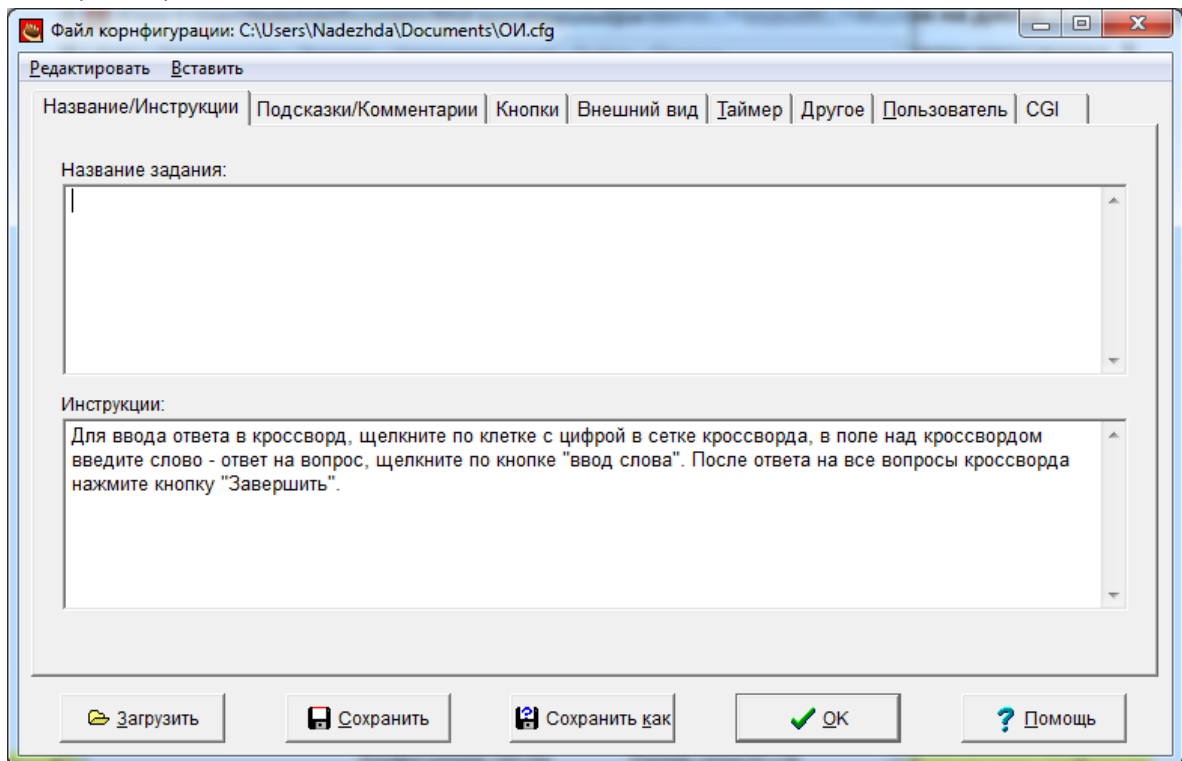 Файл корнфигурации: C:\Users\Nadezhda\Documents\ОИ.cfg
Редактировать Вставить
Название/Инструкции Подсказки/Комментарии Кнопки Внешний вид Таймер Другое Пользователь CGI
Название задания:
Инструкции:
Для ввода ответа в кроссворд, щелкните по клетке с цифрой в сетке кроссворда, в поле над кроссвордом
введите слово - ответ на вопрос, щелкните по кнопке "ввод слова". После ответа на все вопросы кроссворда
нажмите кнопку "Завершить".
Загрузить Сохранить Сохранить как OK Помощь